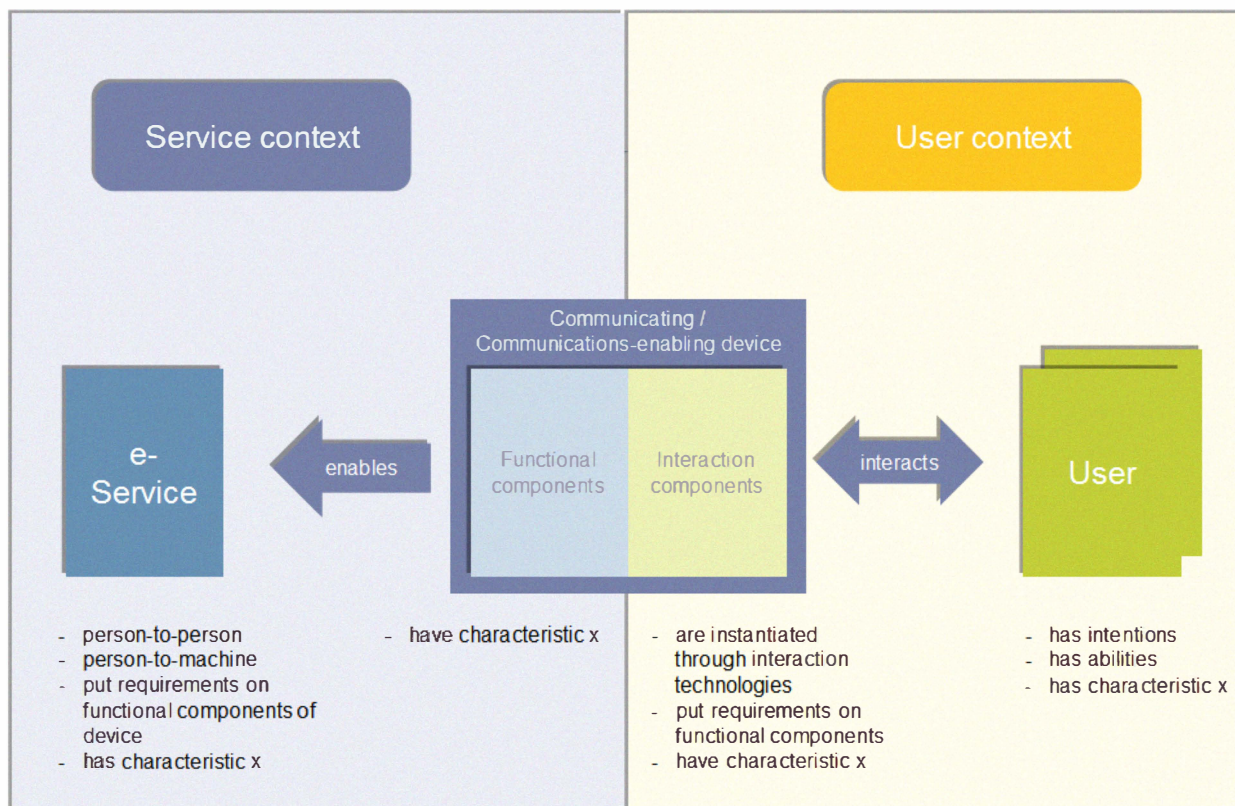 Service context
User context
Communicating /
Communications-enabling device
e-
Service
enables
Functional
components
Interaction
components
interacts
User
- person-to-person
- person-to-machine
- put requirements on
functional components of
device
- has characteristic x
- have characteristic x
- are instantiated
through interaction
technologies
- put requirements on
functional components
- have characteristic x
- has intentions
- has abilities
- has characteristic x